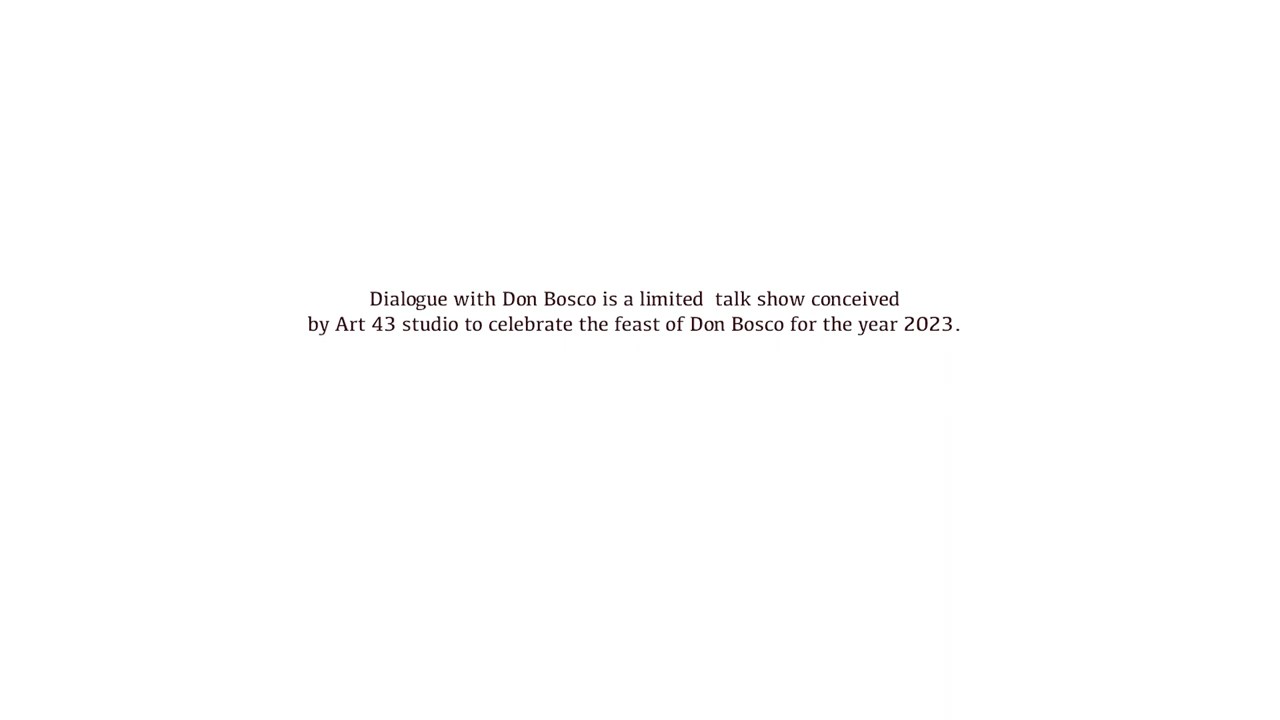 Dialogue with Don Bosco is a limited  talk show conceived
by Art 43 studio to celebrate the feast of Don Bosco for the year 2023.